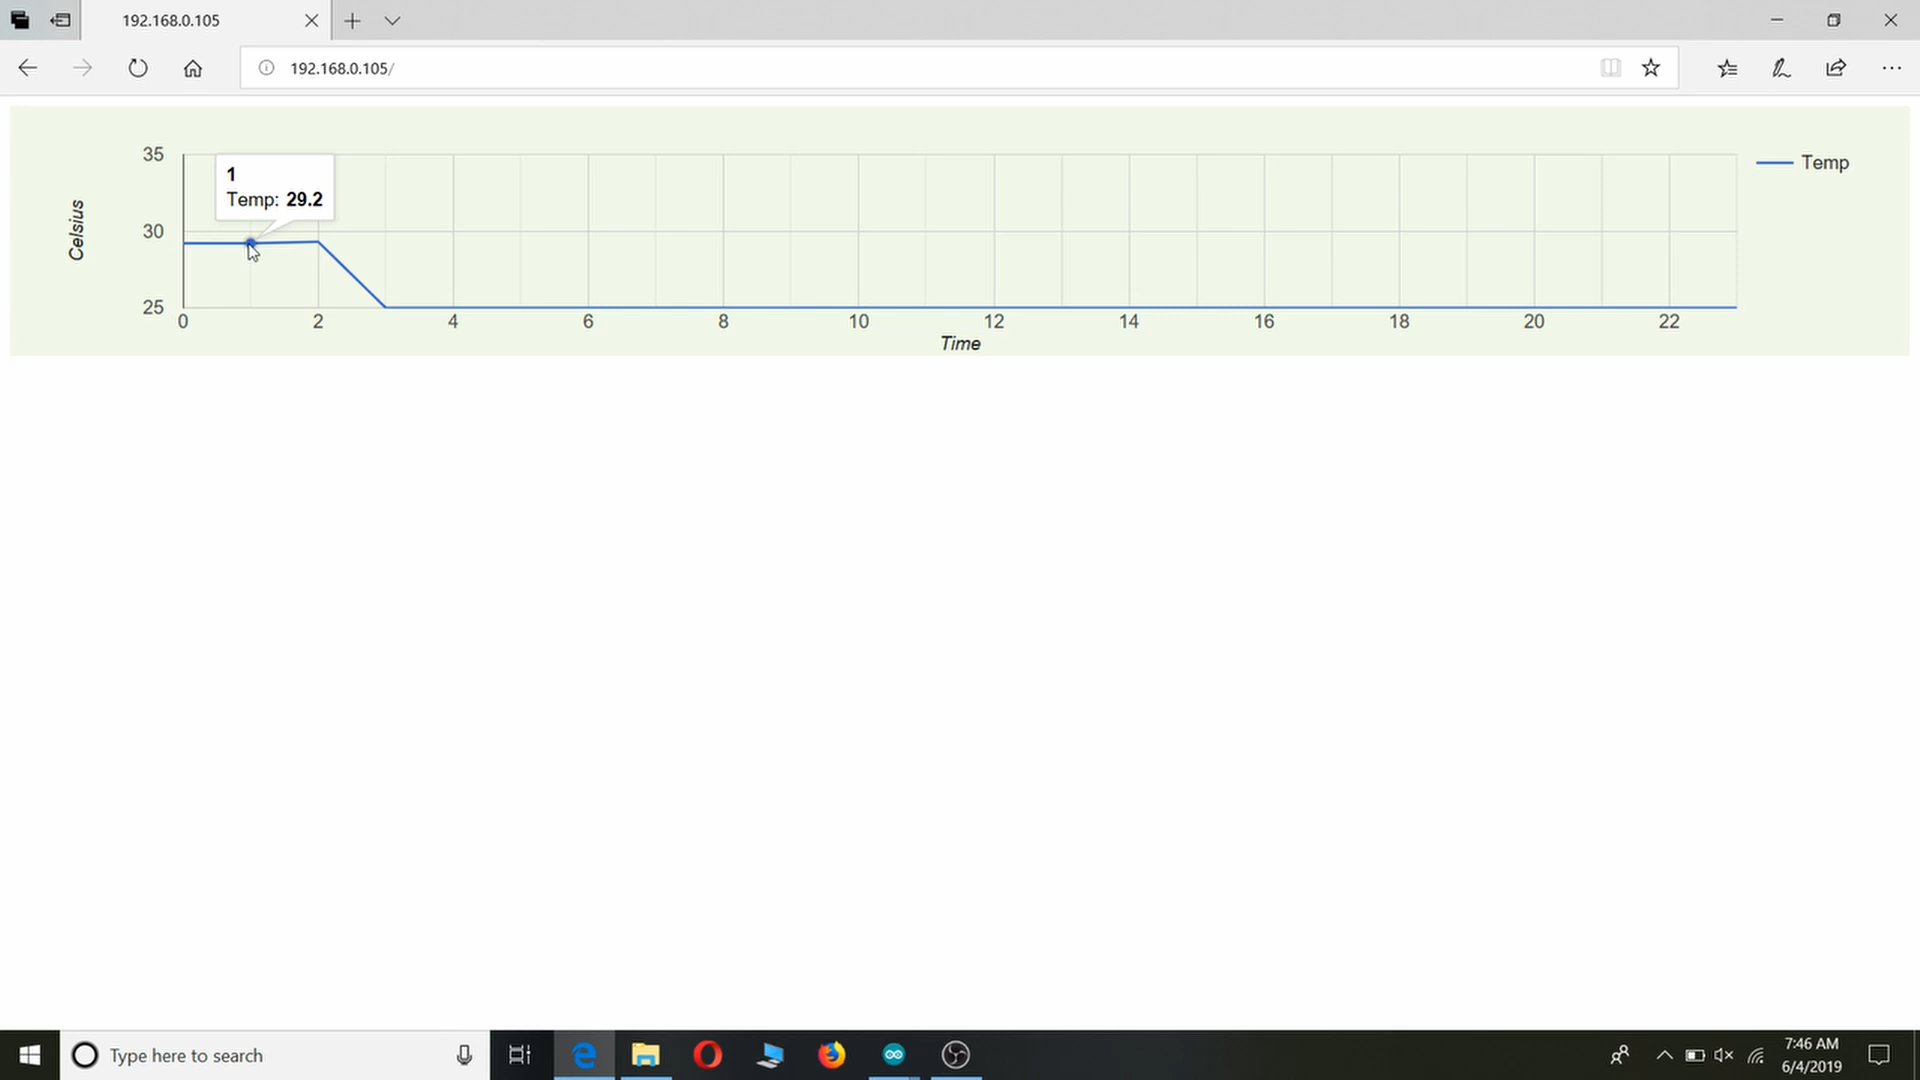 192.168.0.105
192.168.0.105/
35
1
Temp: 29.2
Temp
Celsius
30
25
0 2 4 6 8 10 12 14 16 18 20 22
Time
Type here to search
7:46 AM
6/4/2019